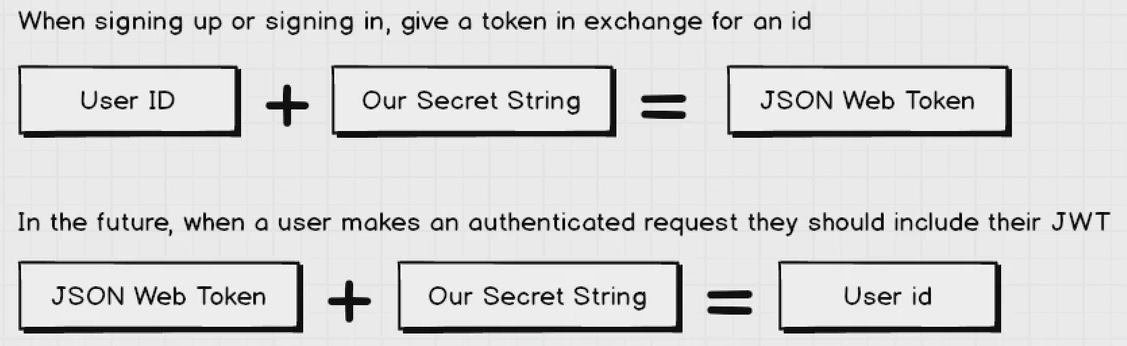 When signing up or signing in, give a token in exchange for an id
User ID + Our Secret String = JSON Web Token
In the future, when a user makes an authenticated request they should include their JWT
JSON Web Token + Our Secret String = User id